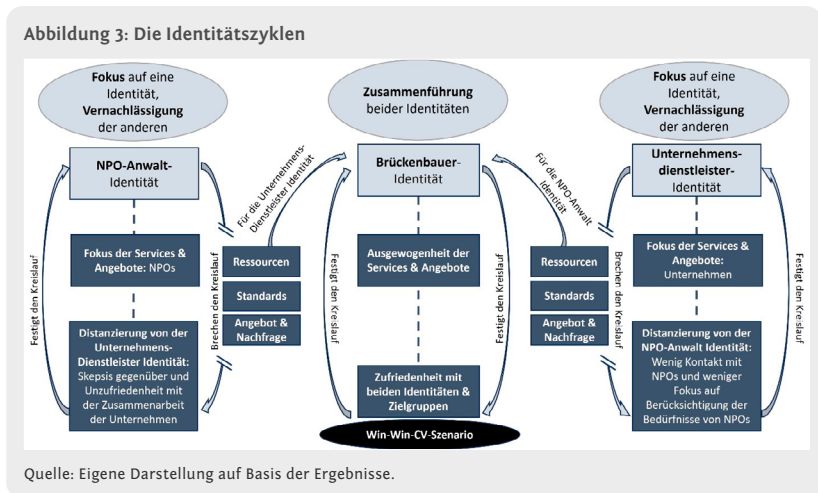 Abbildung 3: Die Identitätszyklen
Fokus auf eine
Identität,
Vernachlässigung
der anderen
NPO-Anwalt-
Identität
Fokus der Services &
Angebote: NPOs
Distanzierung von der
Unternehmens-
Dienstleister Identität:
Skepsis gegenüber und
Unzufriedenheit mit
der Zusammenarbeit
der Unternehmen
Festigt den Kreislauf
Brechen den Kreislauf
Für die Unternehmens-
Dienstleister Identität
Ressourcen
Standards
Angebot &
Nachfrage
Zusammenführung
beider Identitäten
Brückenbauer-
Identität
Ausgewogenheit der
Services & Angebote
Zufriedenheit mit
beiden Identitäten &
Zielgruppen
Win-Win-CV-Szenario
Festigt den Kreislauf
Festigt den Kreislauf
Für die NPO-Anwalt
Identität
Ressourcen
Standards
Angebot &
Nachfrage
Brechen den Kreislauf
Fokus auf eine
Identität,
Vernachlässigung
der anderen
Unternehmens-
dienstleister-
Identität
Fokus der Services &
Angebote:
Unternehmen
Distanzierung von der
NPO-Anwalt Identität:
Wenig Kontakt mit
NPOs und weniger
Fokus auf
Berücksichtigung der
Bedürfnisse von NPOs
Festigt den Kreislauf
Quelle: Eigene Darstellung auf Basis der Ergebnisse.